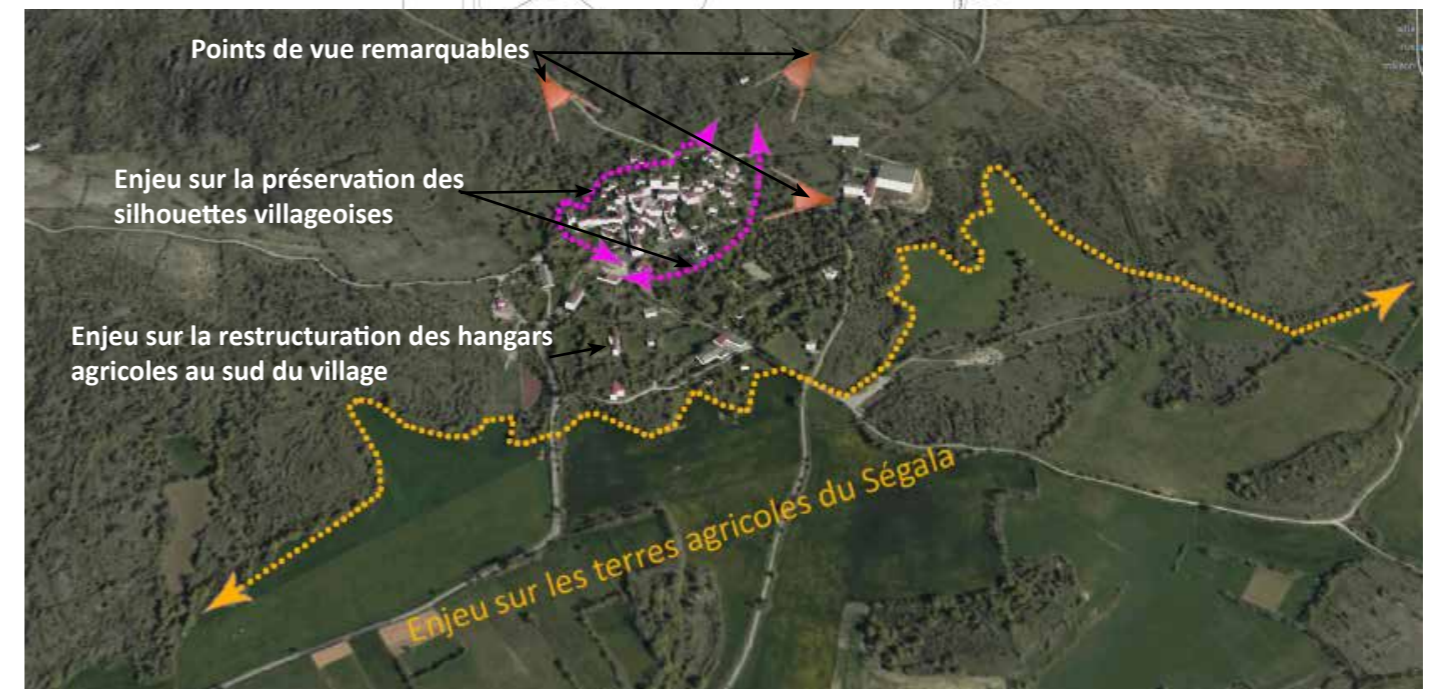 Points de vue remarquables
Enjeu sur la préservation des
silhouettes villageoises
Enjeu sur la restructuration des hangars
agricoles au sud du village
Enjeu sur les terres agricoles du Ségala